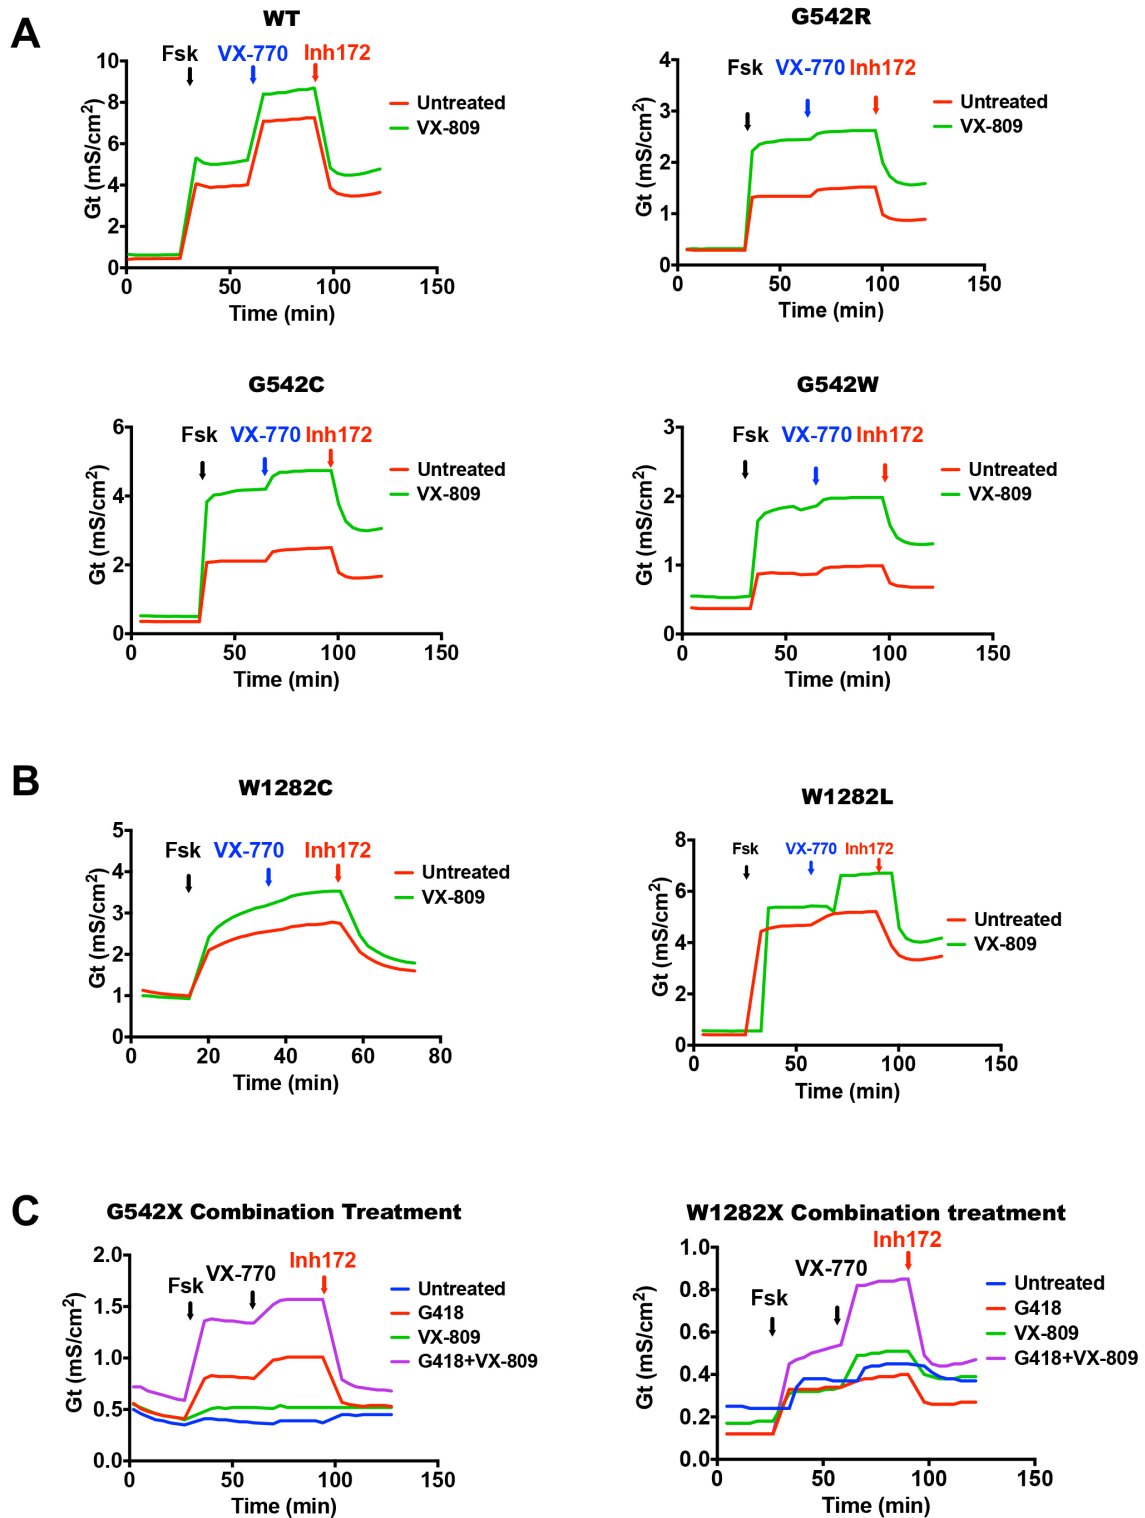 A
WT
Fsk VX-770 Inh172
10
8
6
4
2
0
Gt (mS/cm2)
0 50 100 150
Time (min)
Untreated
VX-809
G542R
Fsk VX-770 Inh172
4
3
2
1
0
Gt (mS/cm2)
0 50 100 150
Time (min)
Untreated
VX-809
G542C
Fsk VX-770 Inh172
6
4
2
0
Gt (mS/cm2)
0 50 100 150
Time (min)
Untreated
VX-809
G542W
Fsk VX-770 Inh172
3
2
1
0
Gt (mS/cm2)
0 50 100 150
Time (min)
Untreated
VX-809
B
W1282C
Fsk VX-770 Inh172
5
4
3
2
1
0
Gt (mS/cm2)
0 20 40 60 80
Time (min)
Untreated
VX-809
W1282L
Fsk VX-770 Inh172
8
6
4
2
0
Gt (mS/cm2)
0 50 100 150
Time (min)
Untreated
VX-809
C
G542X Combination Treatment
Fsk VX-770 Inh172
2.0
1.5
1.0
0.5
0.0
Gt (mS/cm2)
0 50 100 150
Time (min)
Untreated
G418
VX-809
G418+VX-809
W1282X Combination treatment
Fsk VX-770 Inh172
1.0
0.8
0.6
0.4
0.2
0.0
Gt (mS/cm2)
0 50 100 150
Time (min)
Untreated
G418
VX-809
G418+VX-809